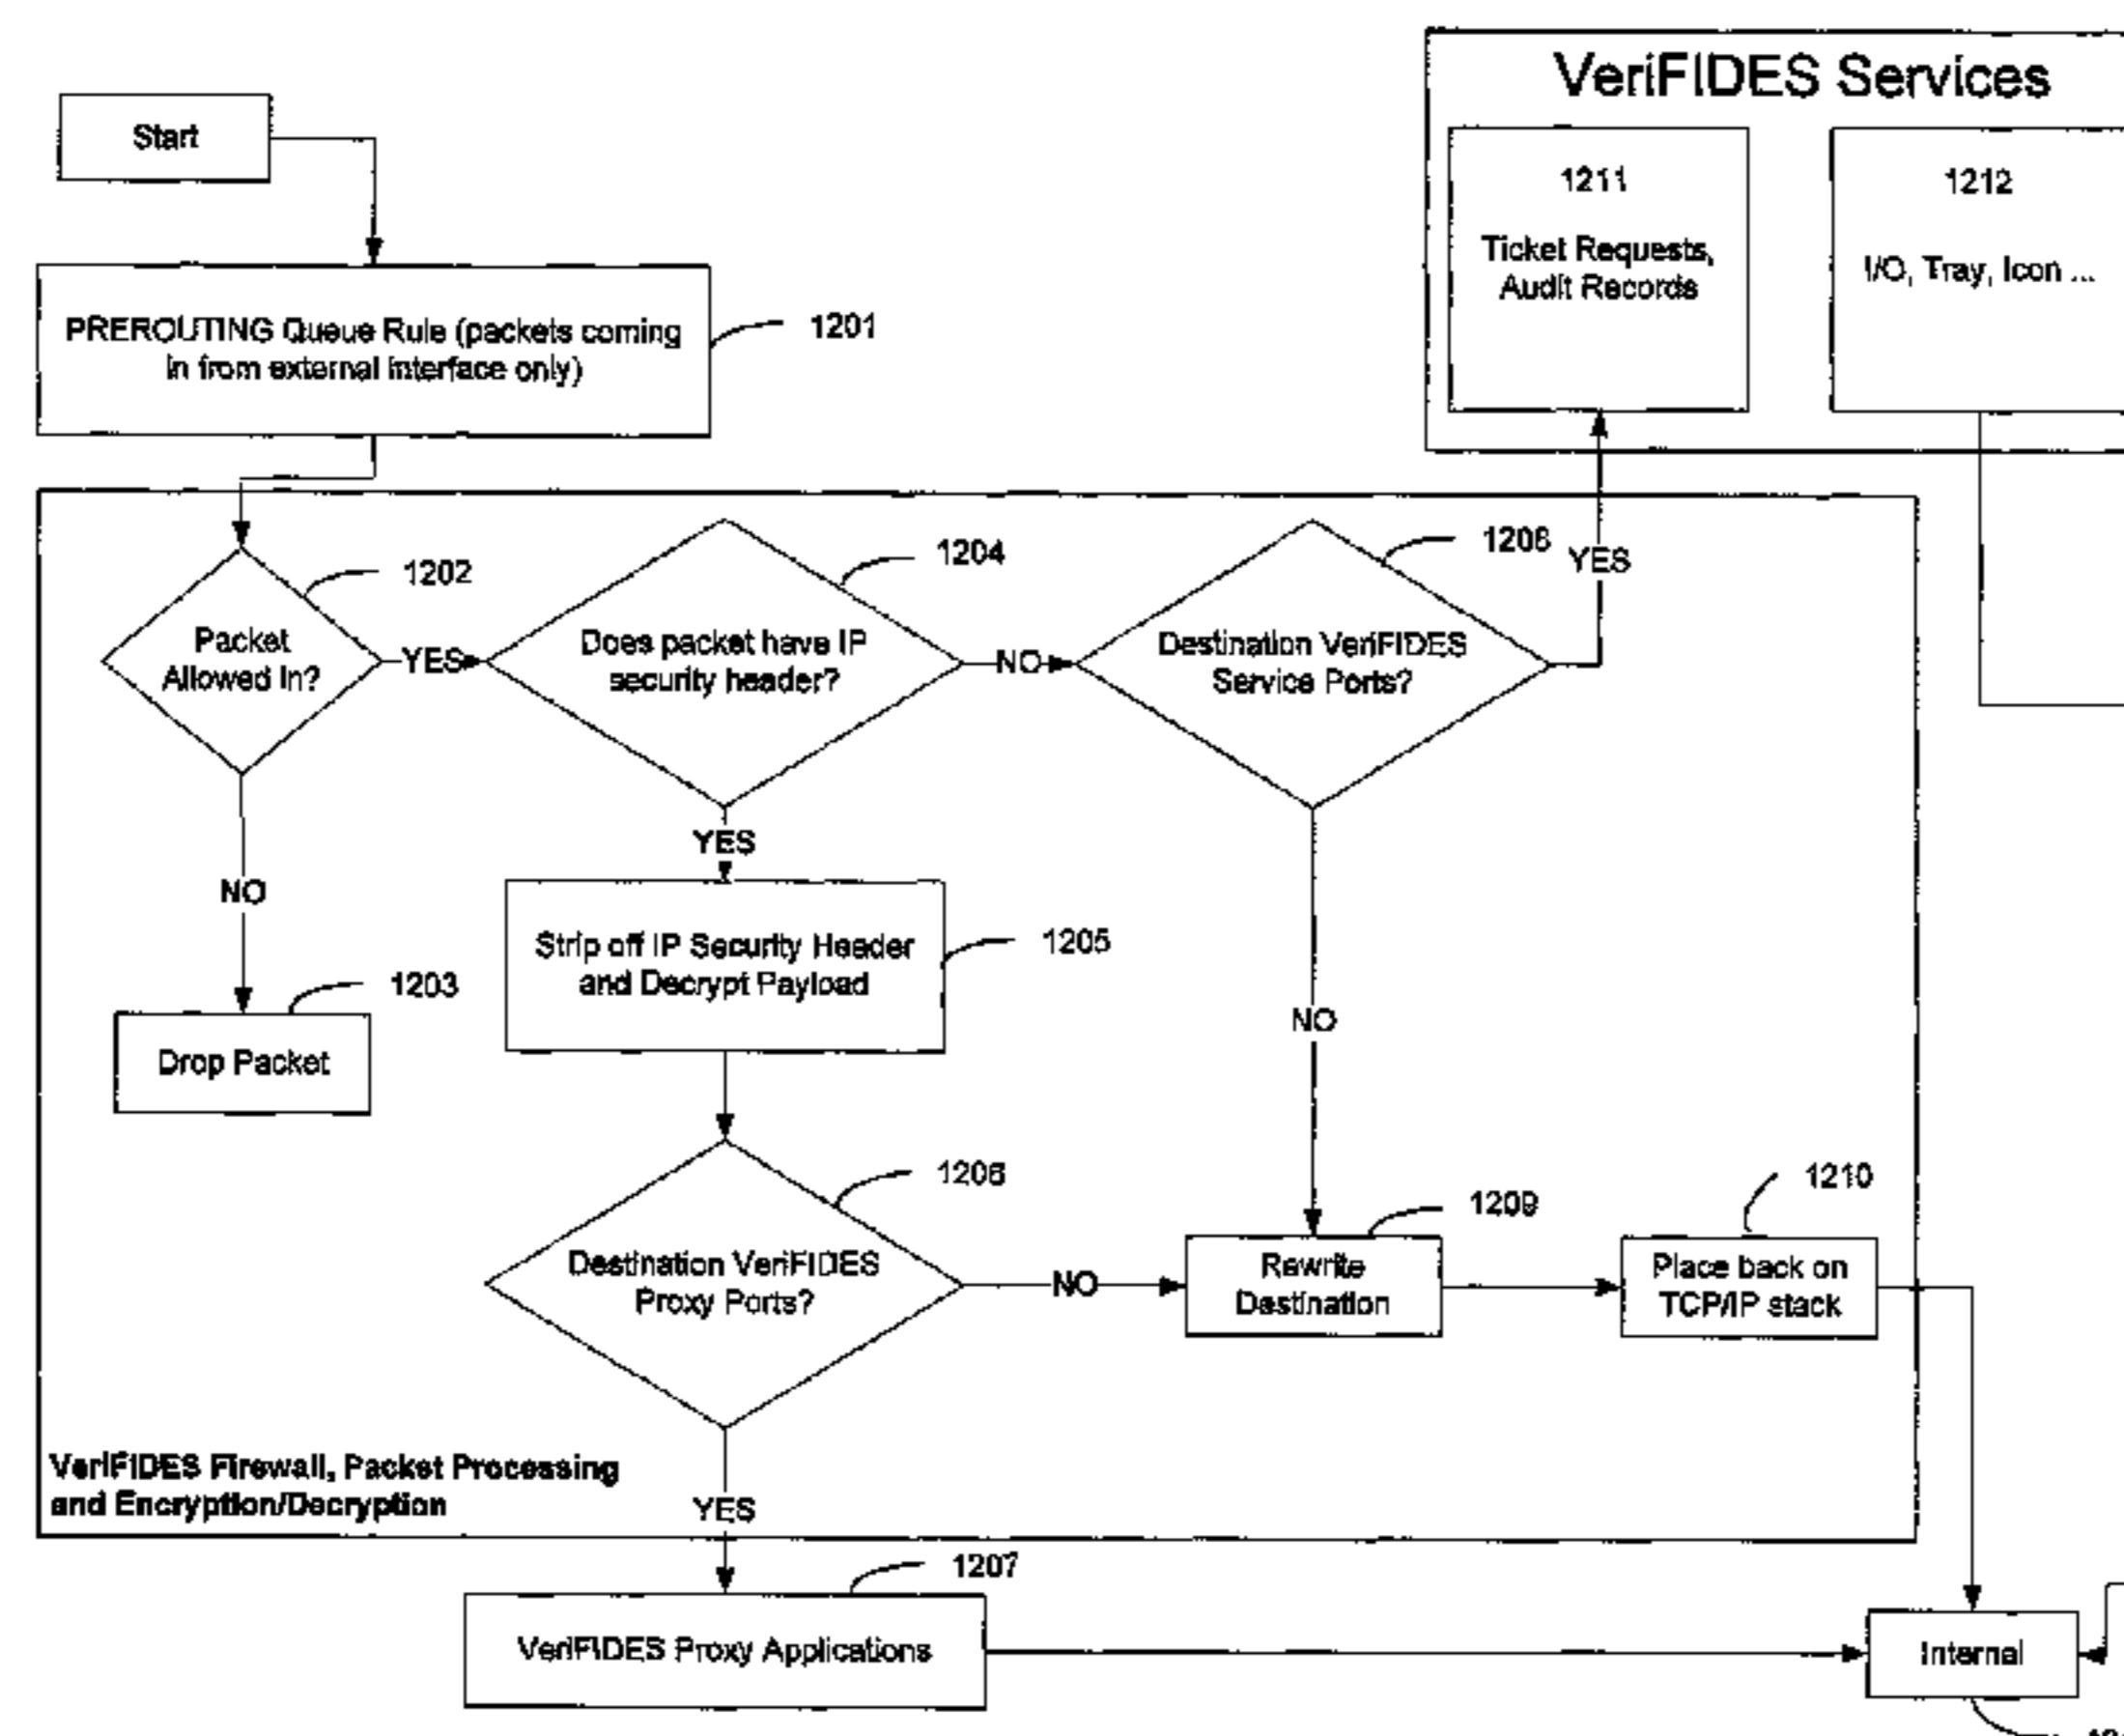 VeriFIDES Services
Start
1211
Ticket Requests,
Audit Records
1212
I/O, Tray, Icon ...
PREROUTING Queue Rule (packets coming
in from external interface only)
1201
1202
1204
1208
YES
Packet
Allowed In?
YES
Does packet have IP
security header?
NO
Destination VeriFIDES
Service Ports?
YES
NO
Strip off IP Security Header
and Decrypt Payload
1205
1203
Drop Packet
NO
1206
1209
1210
Destination VeriFIDES
Proxy Ports?
NO
Rewrite
Destination
Place back on
TCP/IP stack
VeriFIDES Firewall, Packet Processing
and Encryption/Decryption
YES
1207
VeriFIDES Proxy Applications
Internal